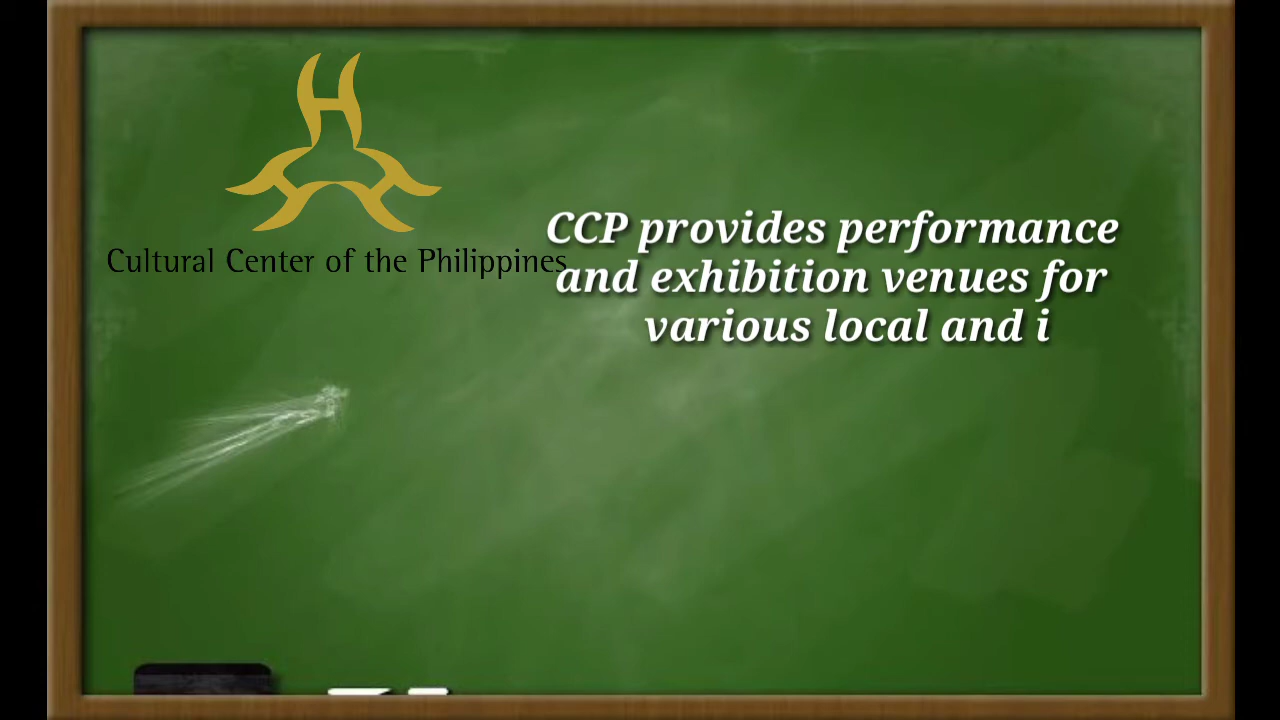 Cultural Center of the Philippines
CCP provides performance
and exhibition venues for
various local and i